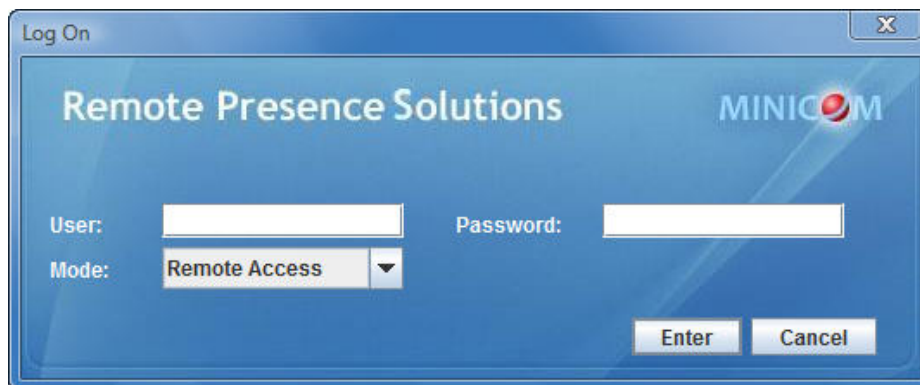 Log On
Remote Presence Solutions MINICOM
User: Password:
Mode: Remote Access
Enter Cancel